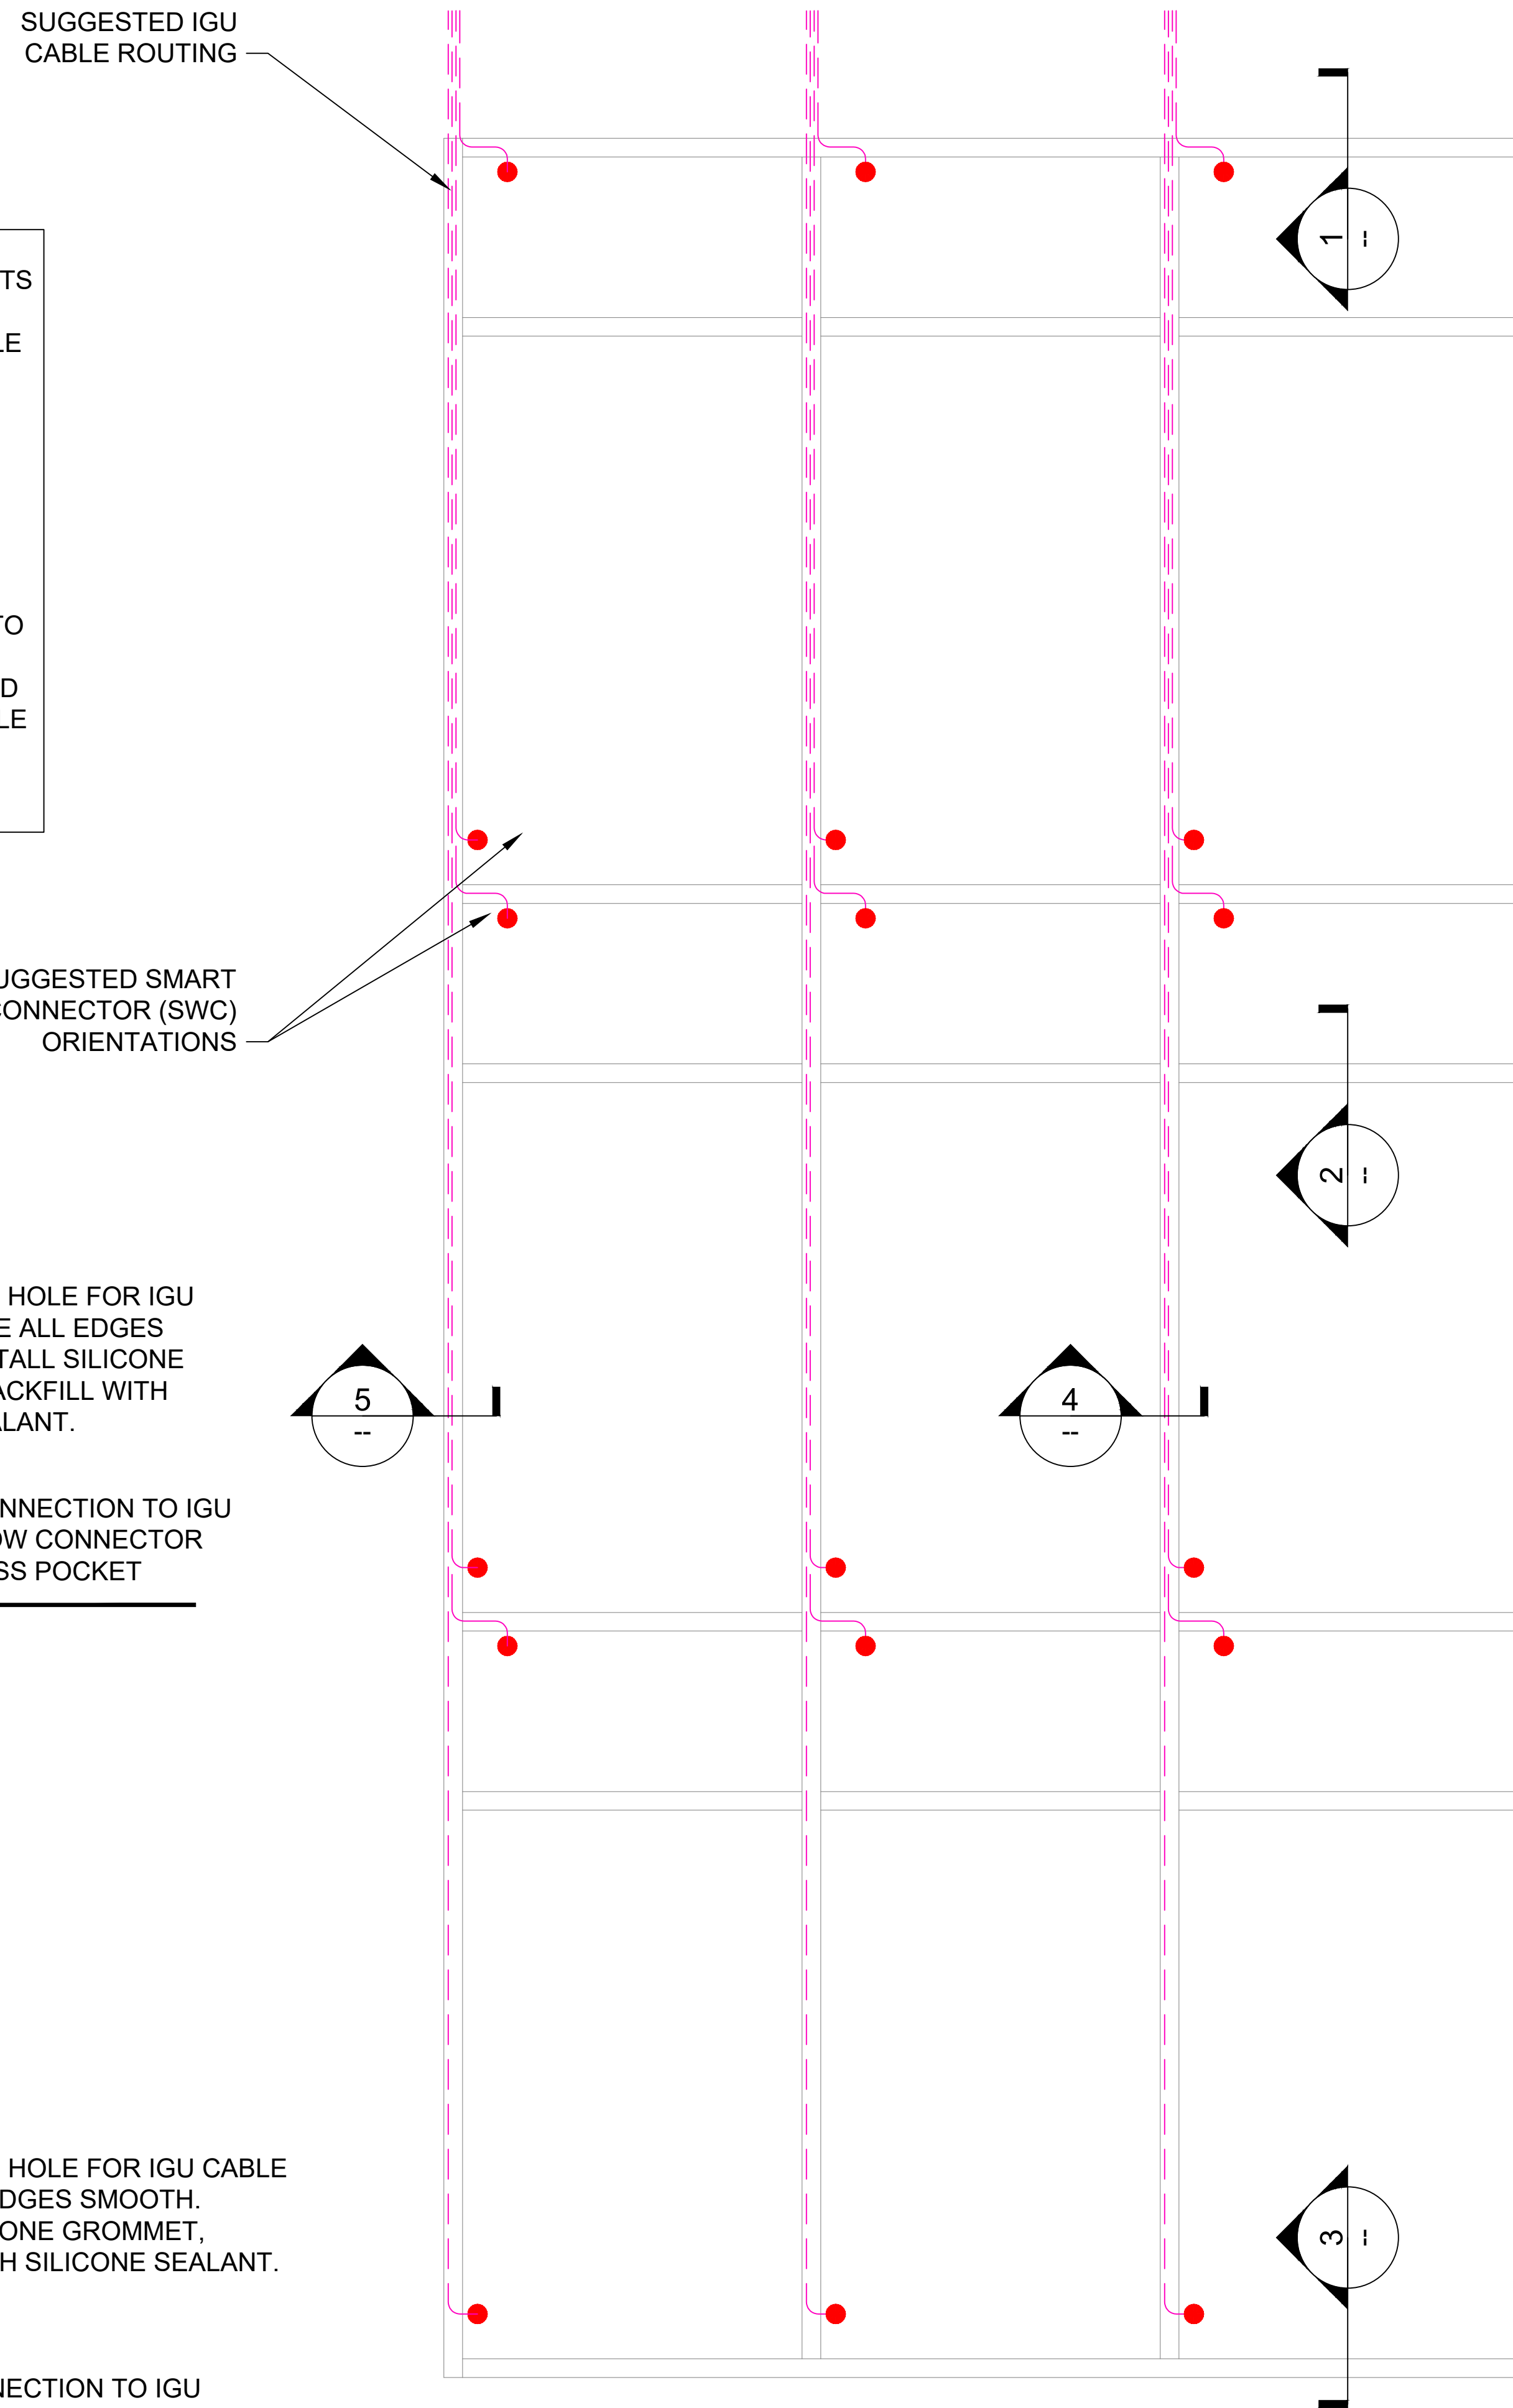 SUGGESTED IGU
CABLE ROUTING
TS
LE
TO
D
LE
1
--
UGGESTED SMART
CONNECTOR (SWC)
ORIENTATIONS
2
--
HOLE FOR IGU
E ALL EDGES
TALL SILICONE
ACKFILL WITH
ALANT.
5
--
4
--
NNECTION TO IGU
OW CONNECTOR
SS POCKET
HOLE FOR IGU CABLE
DGES SMOOTH.
ONE GROMMET,
H SILICONE SEALANT.
3
--
NECTION TO IGU